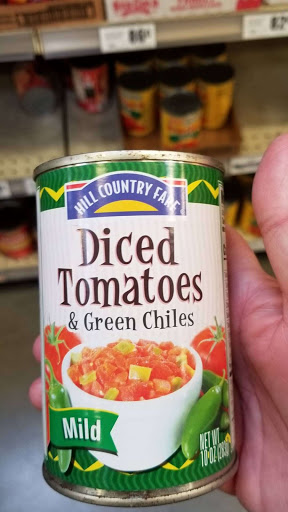 HILL COUNTRY FARE
Diced
Tomatoes
& Green Chiles
Mild
NET WT
10 OZ